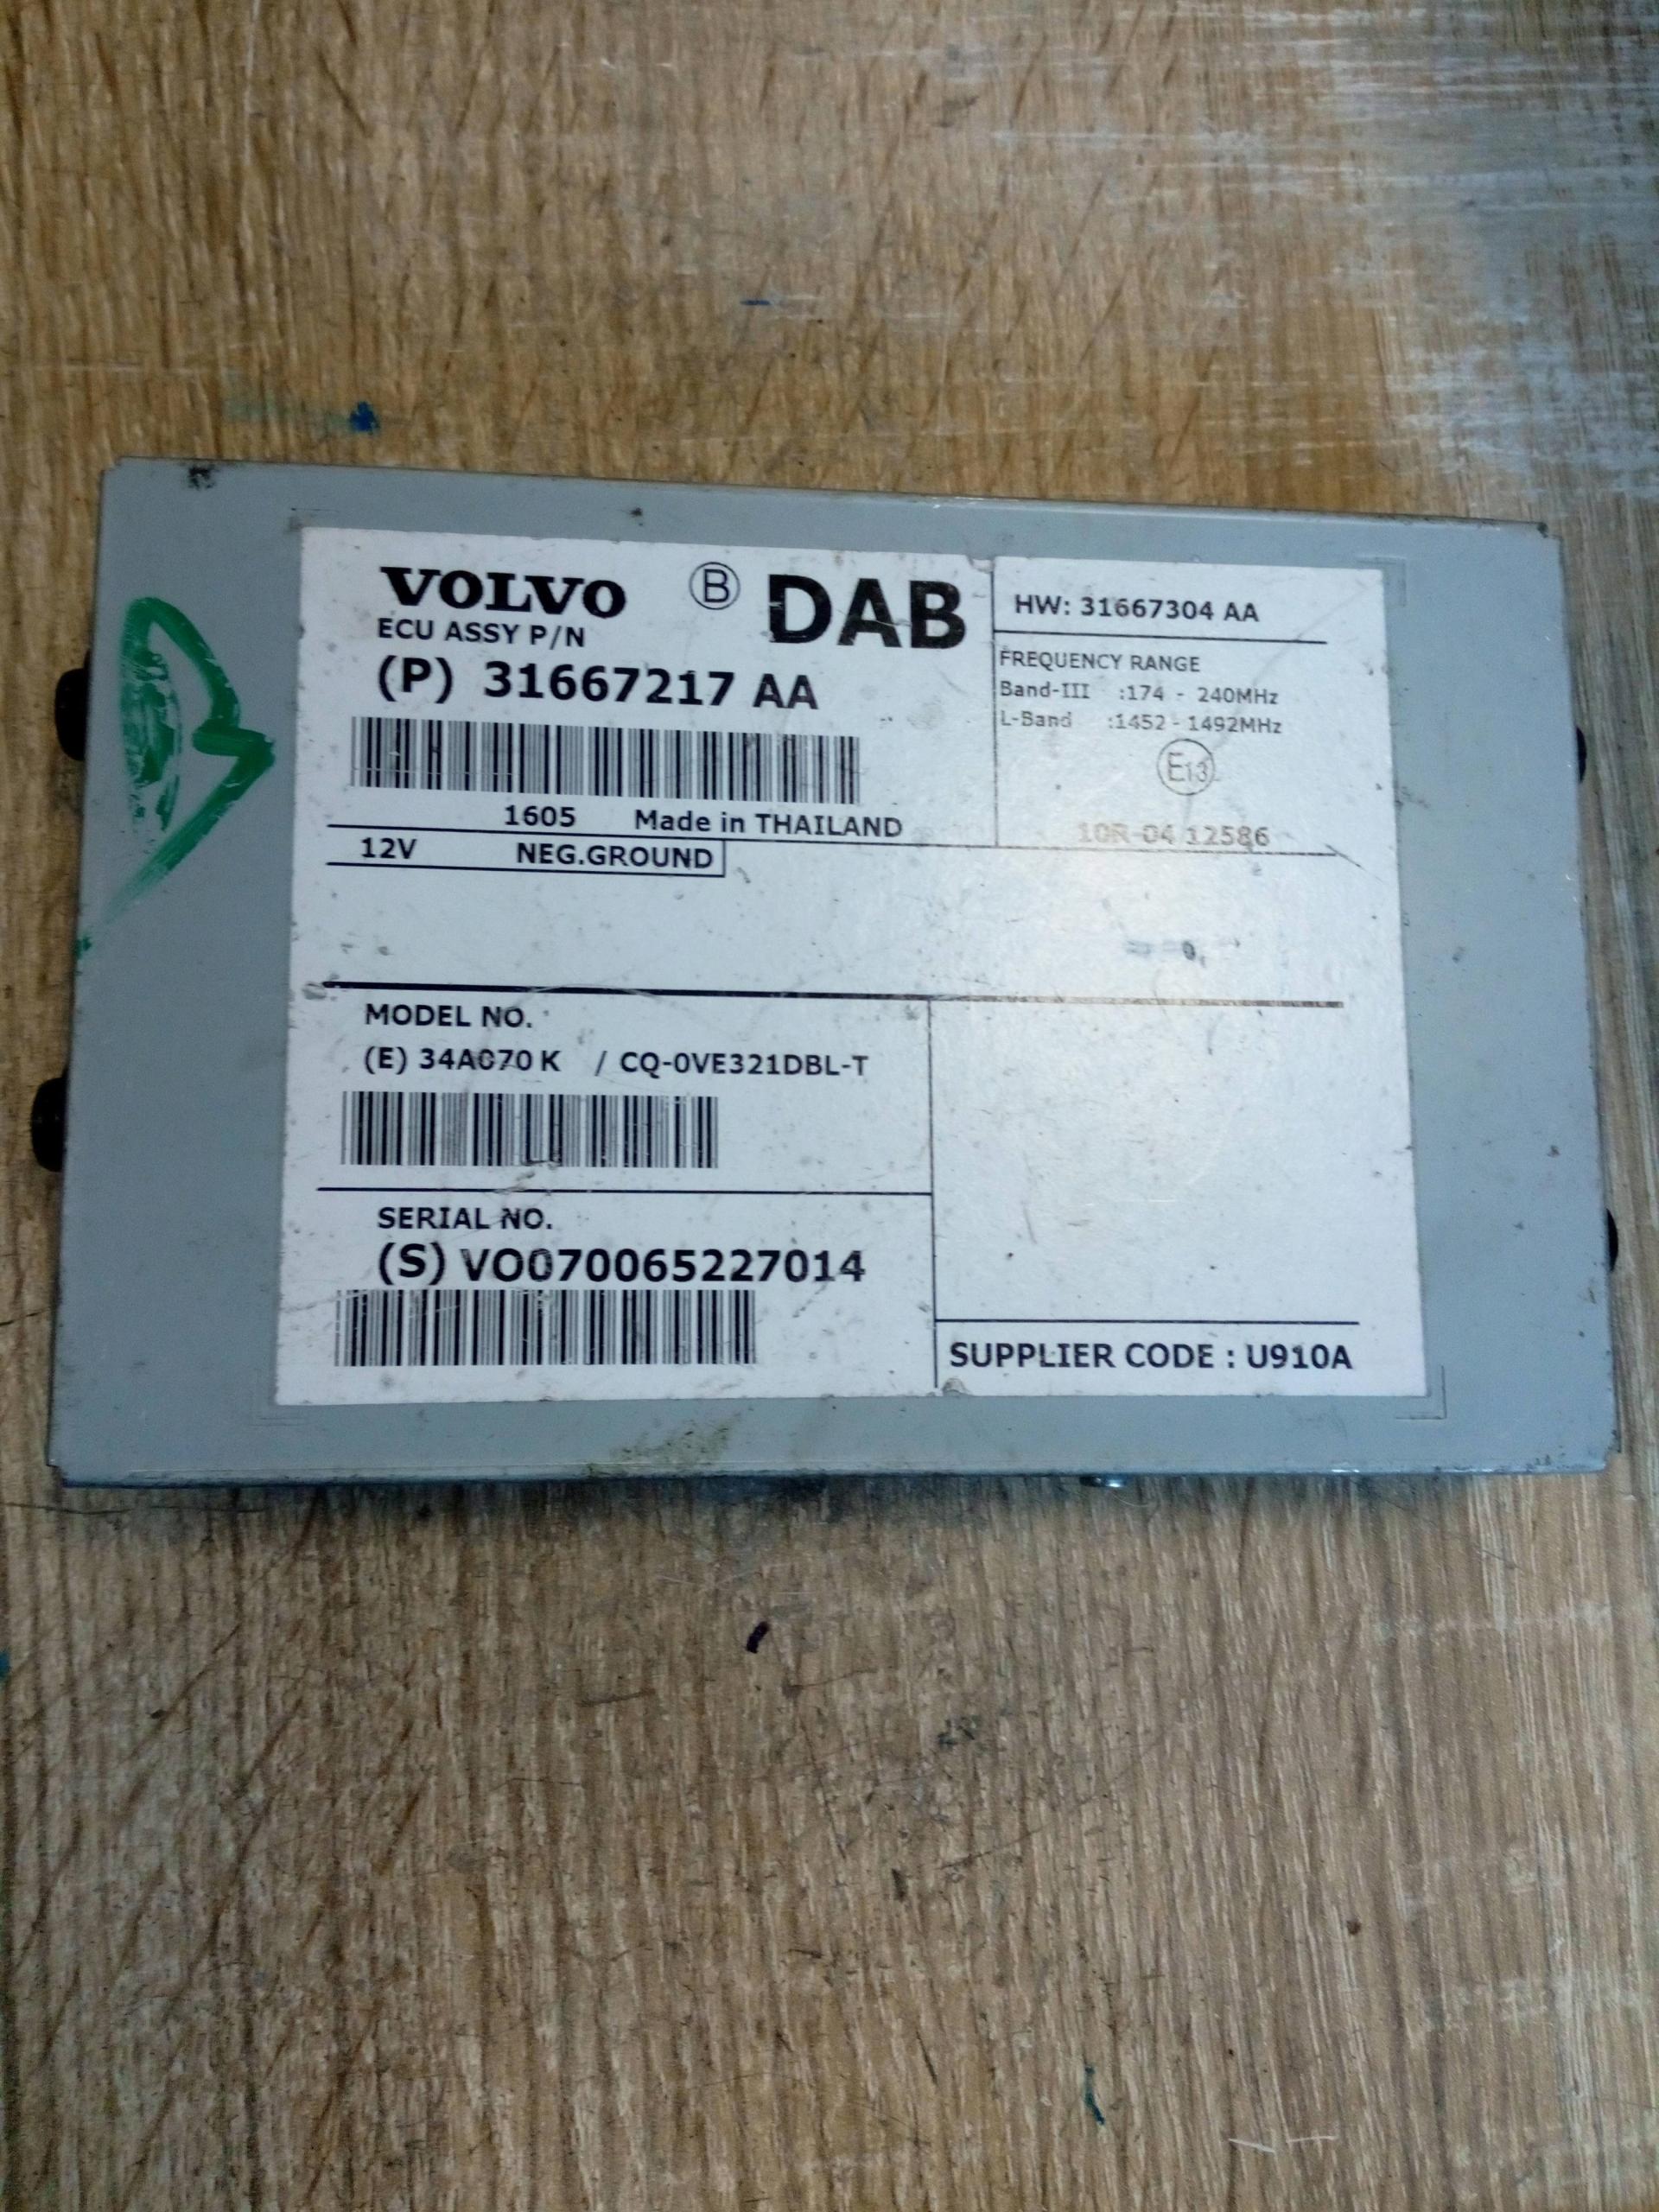 VOLVO Ⓑ DAB
ECU ASSY P/N
(P) 31667217 AA
1605 Made in THAILAND
12V NEG.GROUND
HW: 31667304 AA
FREQUENCY RANGE
Band-III :174 - 240MHz
L-Band :1452 - 1492MHz
E13
10R-04 12586
MODEL NO.
(E) 34A070 K / CQ-0VE321DBL-T
SERIAL NO.
(S) VO070065227014
SUPPLIER CODE : U910A